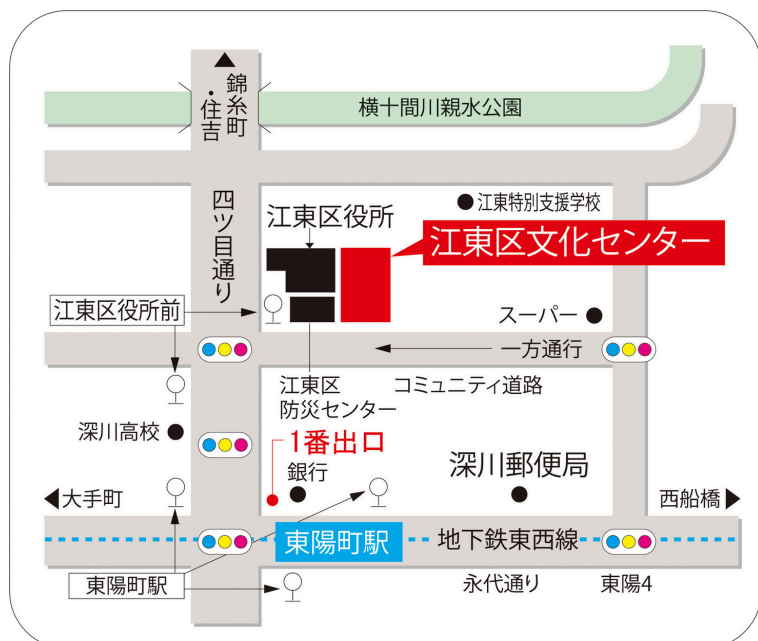 錦糸町
・住吉
横十間川親水公園
四ツ目通り
江東特別支援学校
江東区役所
江東区文化センター
江東区役所前
スーパー
一方通行
江東区
防災センター
コミュニティ道路
深川高校
1番出口
銀行
深川郵便局
大手町
西船橋
東陽町駅
地下鉄東西線
東陽町駅
永代通り
東陽4